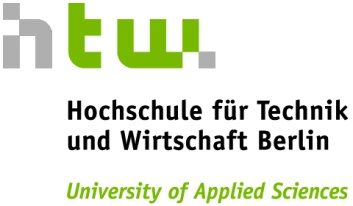 htw.
Hochschule für Technik
und Wirtschaft Berlin
University of Applied Sciences